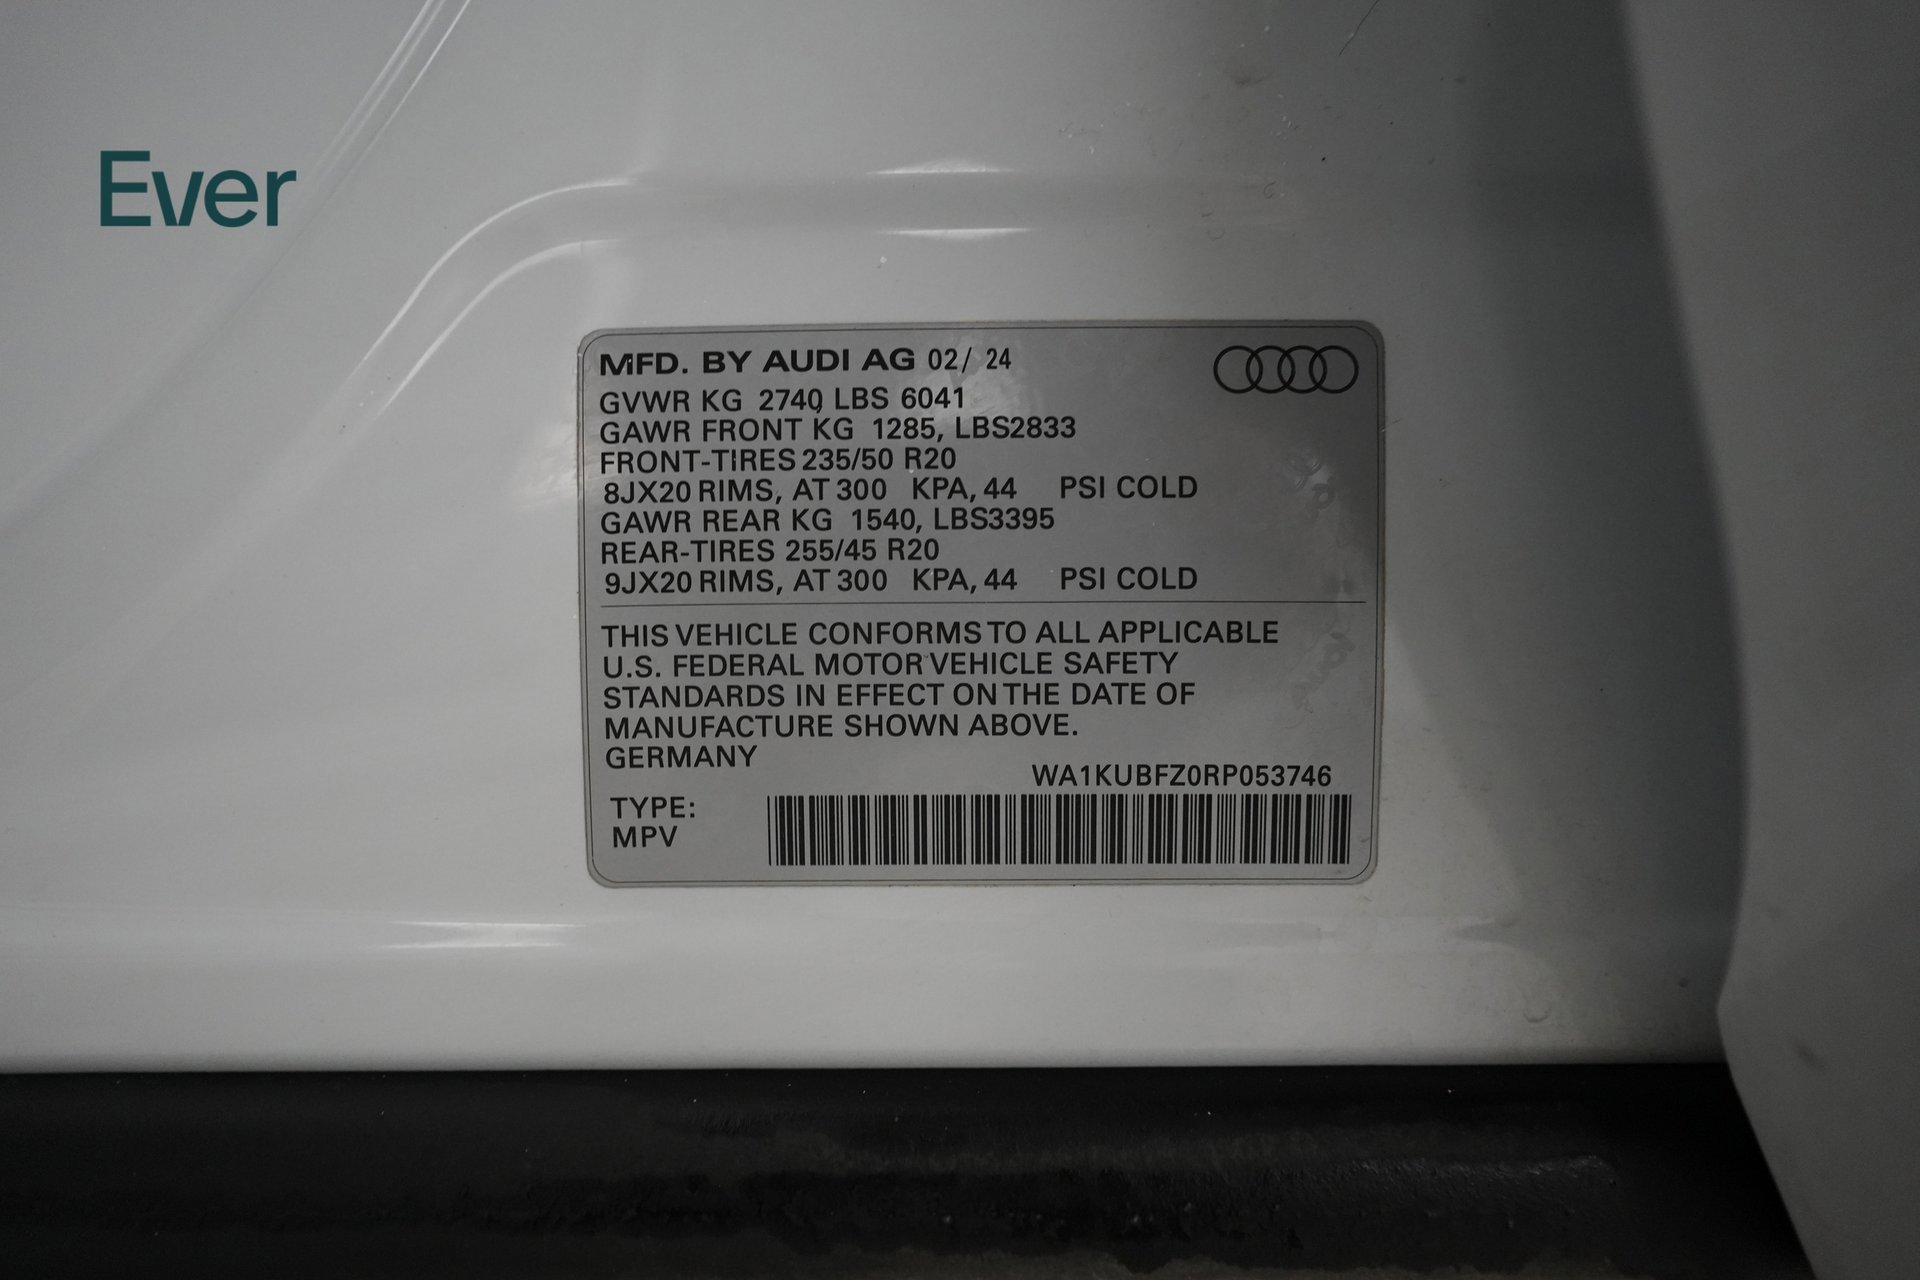 Ever
MFD. BY AUDI AG 02/ 24
GVWR KG 2740 LBS 6041
GAWR FRONT KG 1285, LBS2833
FRONT-TIRES 235/50 R20
8JX20 RIMS, AT 300 KPA, 44 PSI COLD
GAWR REAR KG 1540, LBS3395
REAR-TIRES 255/45 R20
9JX20 RIMS, AT 300 KPA, 44 PSI COLD
THIS VEHICLE CONFORMS TO ALL APPLICABLE
U.S. FEDERAL MOTOR VEHICLE SAFETY
STANDARDS IN EFFECT ON THE DATE OF
MANUFACTURE SHOWN ABOVE.
GERMANY
WA1KUBFZ0RP053746
TYPE:
MPV